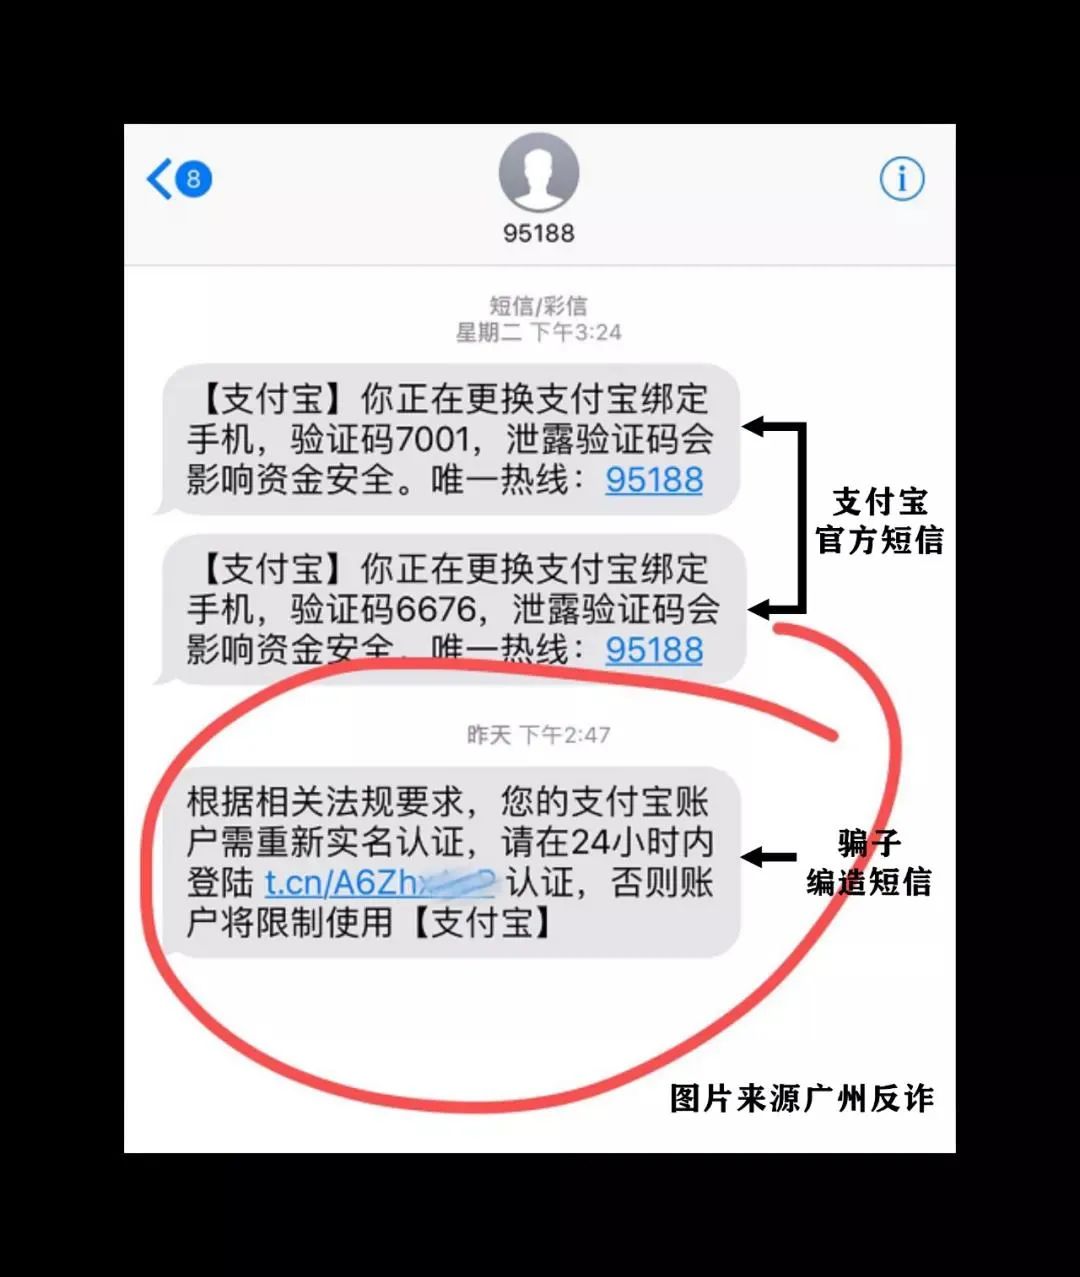 8
95188
短信/彩信
星期二 下午3:24
【支付宝】你正在更换支付宝绑定
手机，验证码7001，泄露验证码会
影响资金安全。唯一热线：95188
支付宝
官方短信
【支付宝】你正在更换支付宝绑定
手机，验证码6676，泄露验证码会
影响资金安全。唯一热线：95188
昨天 下午2:47
根据相关法规要求，您的支付宝账
户需重新实名认证，请在24小时内
登陆 t.cn/A6Zh 认证，否则账
户将限制使用【支付宝】
骗子
编造短信
图片来源广州反诈